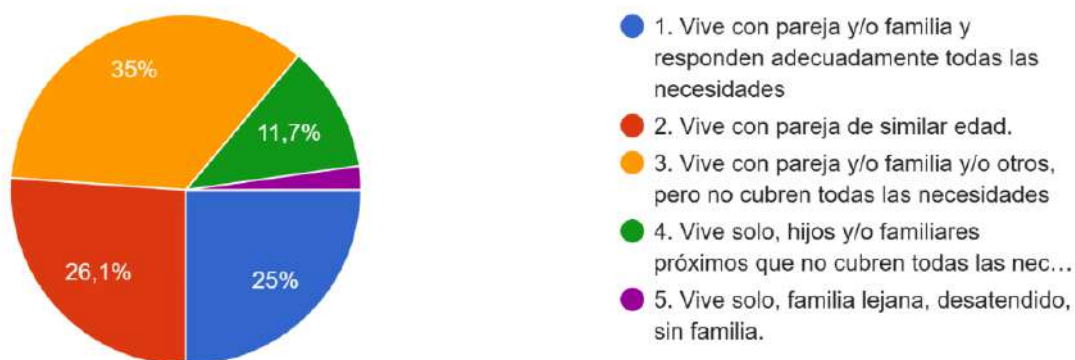 35%
11,7%
26,1%
25%
1. Vive con pareja y/o familia y
responden adecuadamente todas las
necesidades
2. Vive con pareja de similar edad.
3. Vive con pareja y/o familia y/o otros,
pero no cubren todas las necesidades
4. Vive solo, hijos y/o familiares
próximos que no cubren todas las nec…
5. Vive solo, familia lejana, desatendido,
sin familia.